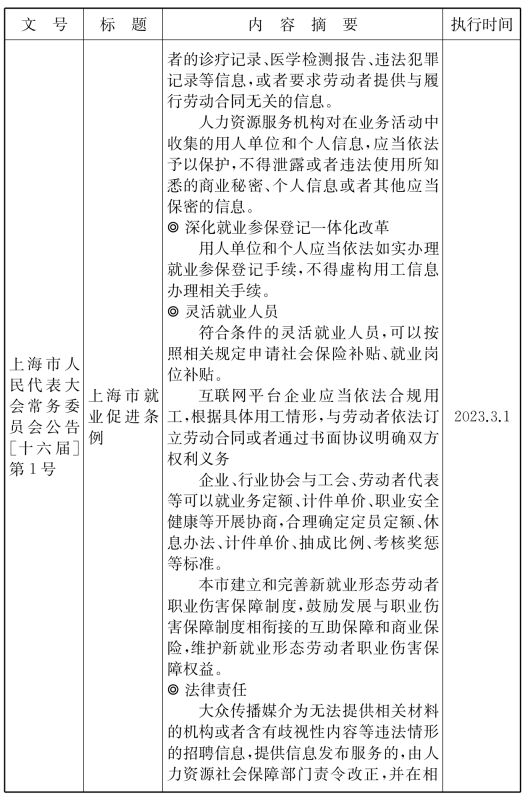 文 号 标 题 内 容 摘 要 执行时间
上海市人
民代表大
会常务委
员会公告
[十六届]
第1号
上海市就
业促进条
例
者的诊疗记录、医学检测报告、违法犯罪
记录等信息,或者要求劳动者提供与履
行劳动合同无关的信息。
人力资源服务机构对在业务活动中
收集的用人单位和个人信息,应当依法
予以保护,不得泄露或者违法使用所知
悉的商业秘密、个人信息或者其他应当
保密的信息。
◎ 深化就业参保登记一体化改革
用人单位和个人应当依法如实办理
就业参保登记手续,不得虚构用工信息
办理相关手续。
◎ 灵活就业人员
符合条件的灵活就业人员,可以按
照相关规定申请社会保险补贴、就业岗
位补贴。
互联网平台企业应当依法合规用
工,根据具体用工情形,与劳动者依法订
立劳动合同或者通过书面协议明确双方
权利义务
企业、行业协会与工会、劳动者代表
等可以就业务定额、计件单价、职业安全
健康等开展协商,合理确定定员定额、休
息办法、计件单价、抽成比例、考核奖惩
等标准。
本市建立和完善新就业形态劳动者
职业伤害保障制度,鼓励发展与职业伤
害保障制度相衔接的互助保障和商业保
险,维护新就业形态劳动者职业伤害保
障权益。
◎ 法律责任
大众传播媒介为无法提供相关材料
的机构或者含有歧视性内容等违法情形
的招聘信息,提供信息发布服务的,由人
力资源社会保障部门责令改正,并在相
2023.3.1